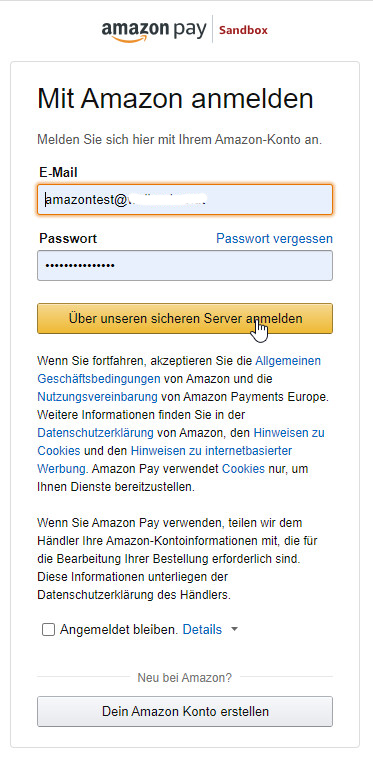 amazon pay Sandbox
Mit Amazon anmelden
Melden Sie sich hier mit Ihrem Amazon-Konto an.
E-Mail
amazontest@
Passwort Passwort vergessen
•••••••••••••••
Über unseren sicheren Server anmelden
Wenn Sie fortfahren, akzeptieren Sie die Allgemeinen
Geschäftsbedingungen von Amazon und die
Nutzungsvereinbarung von Amazon Payments Europe.
Weitere Informationen finden Sie in der
Datenschutzerklärung von Amazon, den Hinweisen zu
Cookies und den Hinweisen zu internetbasierter
Werbung. Amazon Pay verwendet Cookies nur, um
Ihnen Dienste bereitzustellen.
Wenn Sie Amazon Pay verwenden, teilen wir dem
Händler Ihre Amazon-Kontoinformationen mit, die für
die Bearbeitung Ihrer Bestellung erforderlich sind.
Diese Informationen unterliegen der
Datenschutzerklärung des Händlers.
Angemeldet bleiben. Details
Neu bei Amazon?
Dein Amazon Konto erstellen